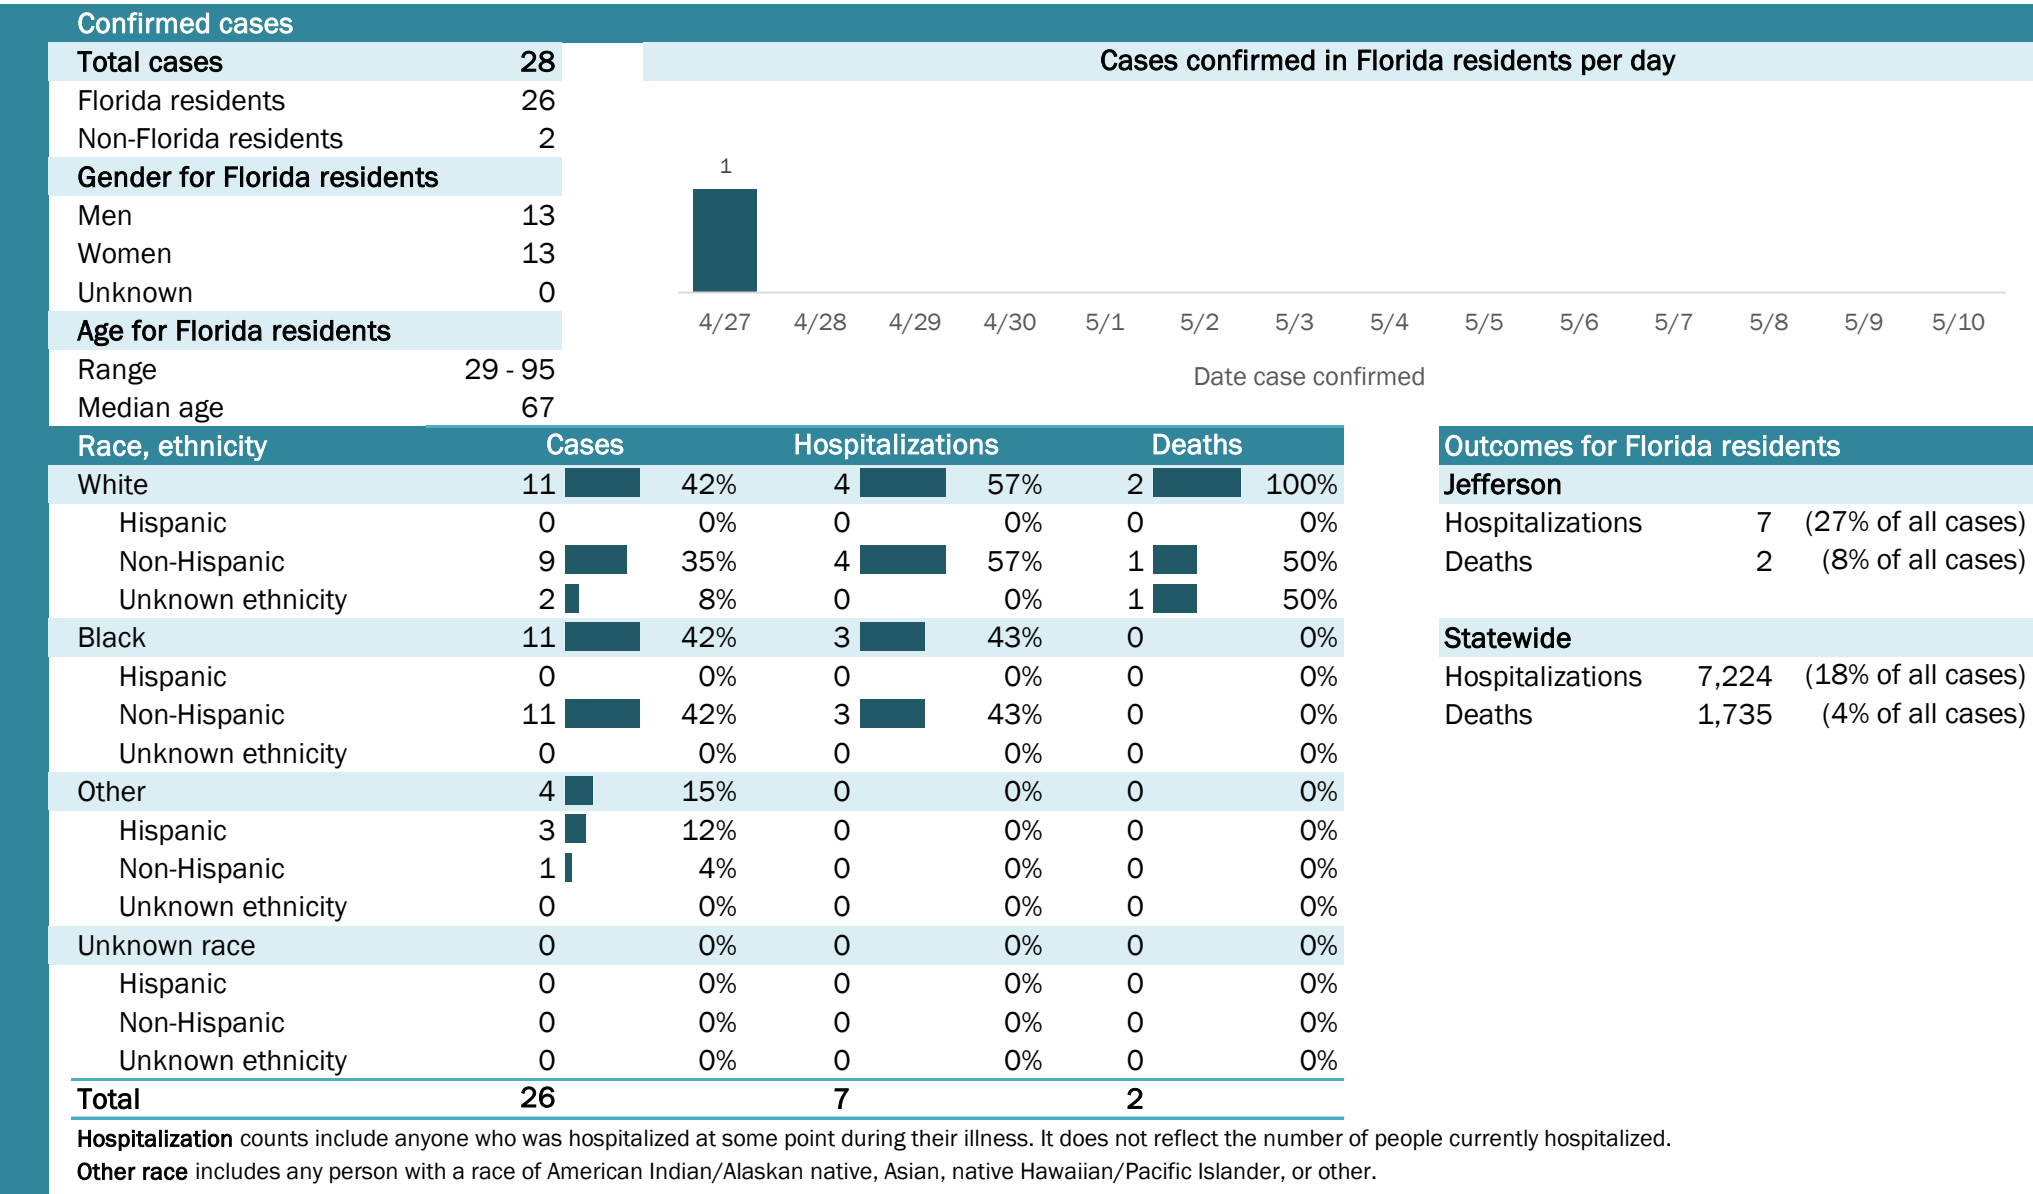 Confirmed cases
Total cases 28
Florida residents 26
Non-Florida residents 2
Gender for Florida residents
Men 13
Women 13
Unknown 0
Age for Florida residents
Range 29 - 95
Median age 67
Cases confirmed in Florida residents per day
1
4/27 4/28 4/29 4/30 5/1 5/2 5/3 5/4 5/5 5/6 5/7 5/8 5/9 5/10
Date case confirmed
Race, ethnicity Cases Hospitalizations Deaths
White 11 42% 4 57% 2 100%
Hispanic 0 0% 0 0% 0 0%
Non-Hispanic 9 35% 4 57% 1 50%
Unknown ethnicity 2 8% 0 0% 1 50%
Black 11 42% 3 43% 0 0%
Hispanic 0 0% 0 0% 0 0%
Non-Hispanic 11 42% 3 43% 0 0%
Unknown ethnicity 0 0% 0 0% 0 0%
Other 4 15% 0 0% 0 0%
Hispanic 3 12% 0 0% 0 0%
Non-Hispanic 1 4% 0 0% 0 0%
Unknown ethnicity 0 0% 0 0% 0 0%
Unknown race 0 0% 0 0% 0 0%
Hispanic 0 0% 0 0% 0 0%
Non-Hispanic 0 0% 0 0% 0 0%
Unknown ethnicity 0 0% 0 0% 0 0%
Total 26 7 2
Outcomes for Florida residents
Jefferson
Hospitalizations 7 (27% of all cases)
Deaths 2 (8% of all cases)
Statewide
Hospitalizations 7,224 (18% of all cases)
Deaths 1,735 (4% of all cases)
Hospitalization counts include anyone who was hospitalized at some point during their illness. It does not reflect the number of people currently hospitalized.
Other race includes any person with a race of American Indian/Alaskan native, Asian, native Hawaiian/Pacific Islander, or other.